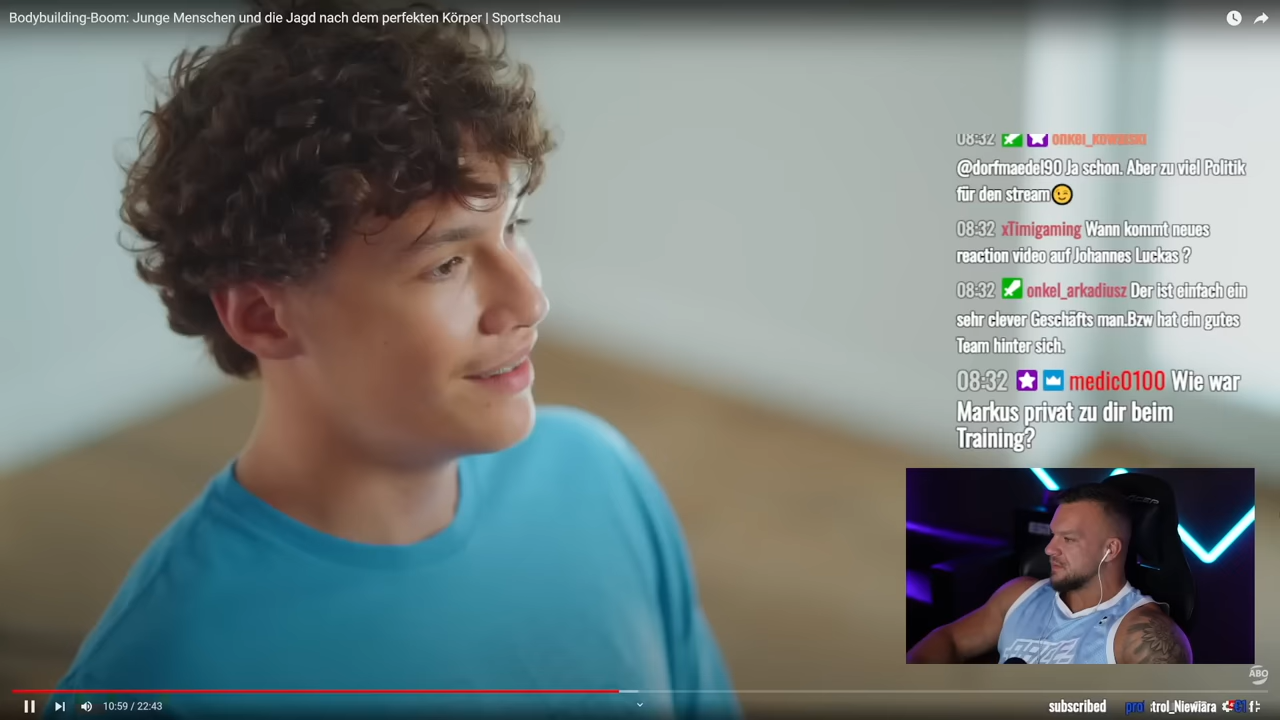 Bodybuilding-Boom: Junge Menschen und die Jagd nach dem perfekten Körper | Sportschau
08:32 onkel_kowalski
@dorfmaedel90 Ja schon. Aber zu viel Politik
für den stream😉
08:32 xTimigaming Wann kommt neues
reaction video auf Johannes Luckas ?
08:32 onkel_arkadiusz Der ist einfach ein
sehr clever Geschäfts man.Bzw hat ein gutes
Team hinter sich.
08:32 medic0100 Wie war
Markus privat zu dir beim
Training?
ABO
10:59 / 22:43
subscribed